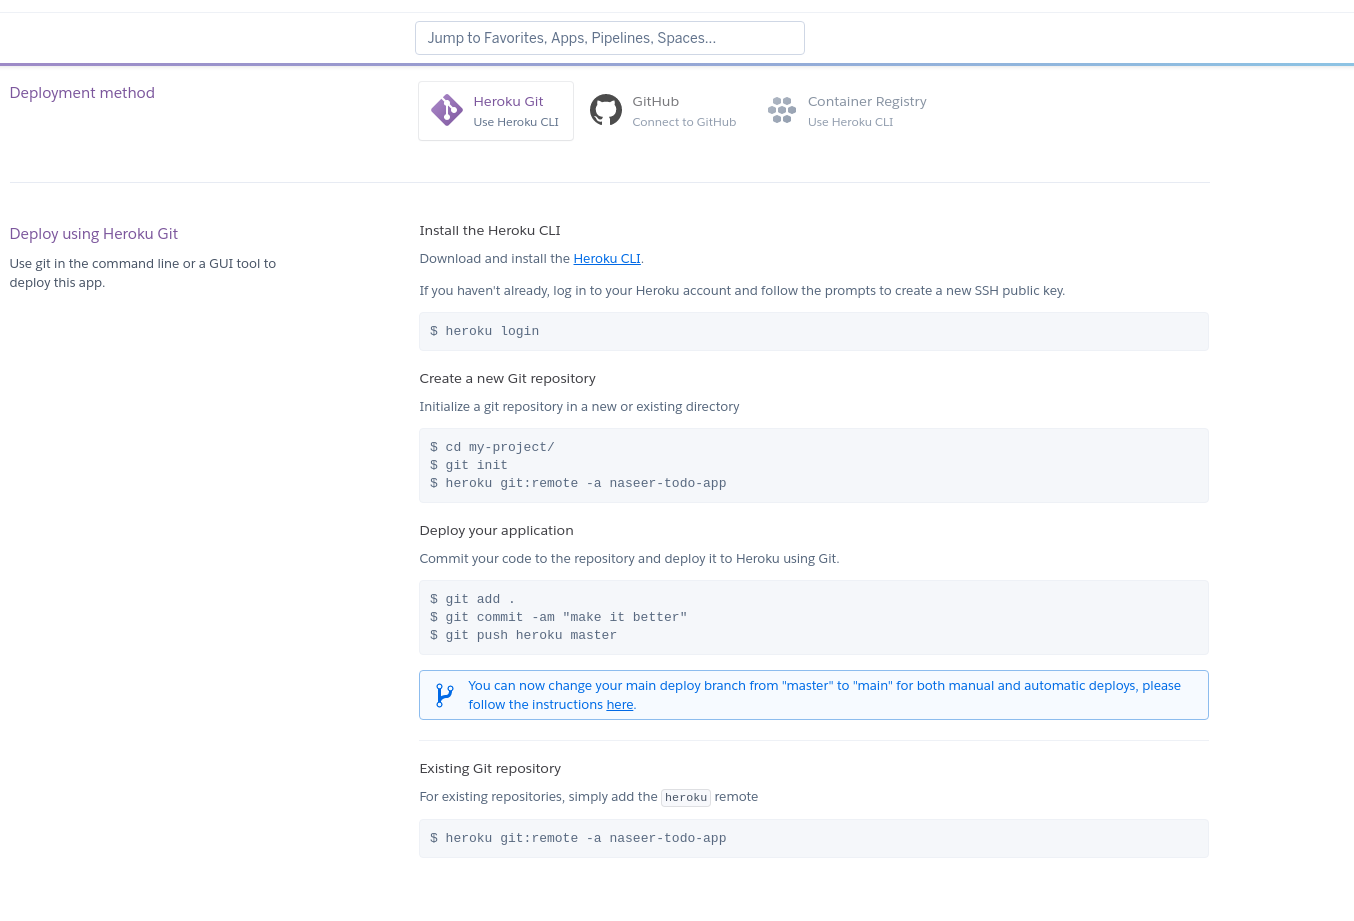 Jump to Favorites, Apps, Pipelines, Spaces...
Deployment method
Heroku Git
Use Heroku CLI
GitHub
Connect to GitHub
Container Registry
Use Heroku CLI
Deploy using Heroku Git
Use git in the command line or a GUI tool to
deploy this app.
Install the Heroku CLI
Download and install the Heroku CLI.
If you haven't already, log in to your Heroku account and follow the prompts to create a new SSH public key.
$ heroku login
Create a new Git repository
Initialize a git repository in a new or existing directory
$ cd my-project/
$ git init
$ heroku git:remote -a naseer-todo-app
Deploy your application
Commit your code to the repository and deploy it to Heroku using Git.
$ git add .
$ git commit -am "make it better"
$ git push heroku master
You can now change your main deploy branch from "master" to "main" for both manual and automatic deploys, please
follow the instructions here.
Existing Git repository
For existing repositories, simply add the heroku remote
$ heroku git:remote -a naseer-todo-app